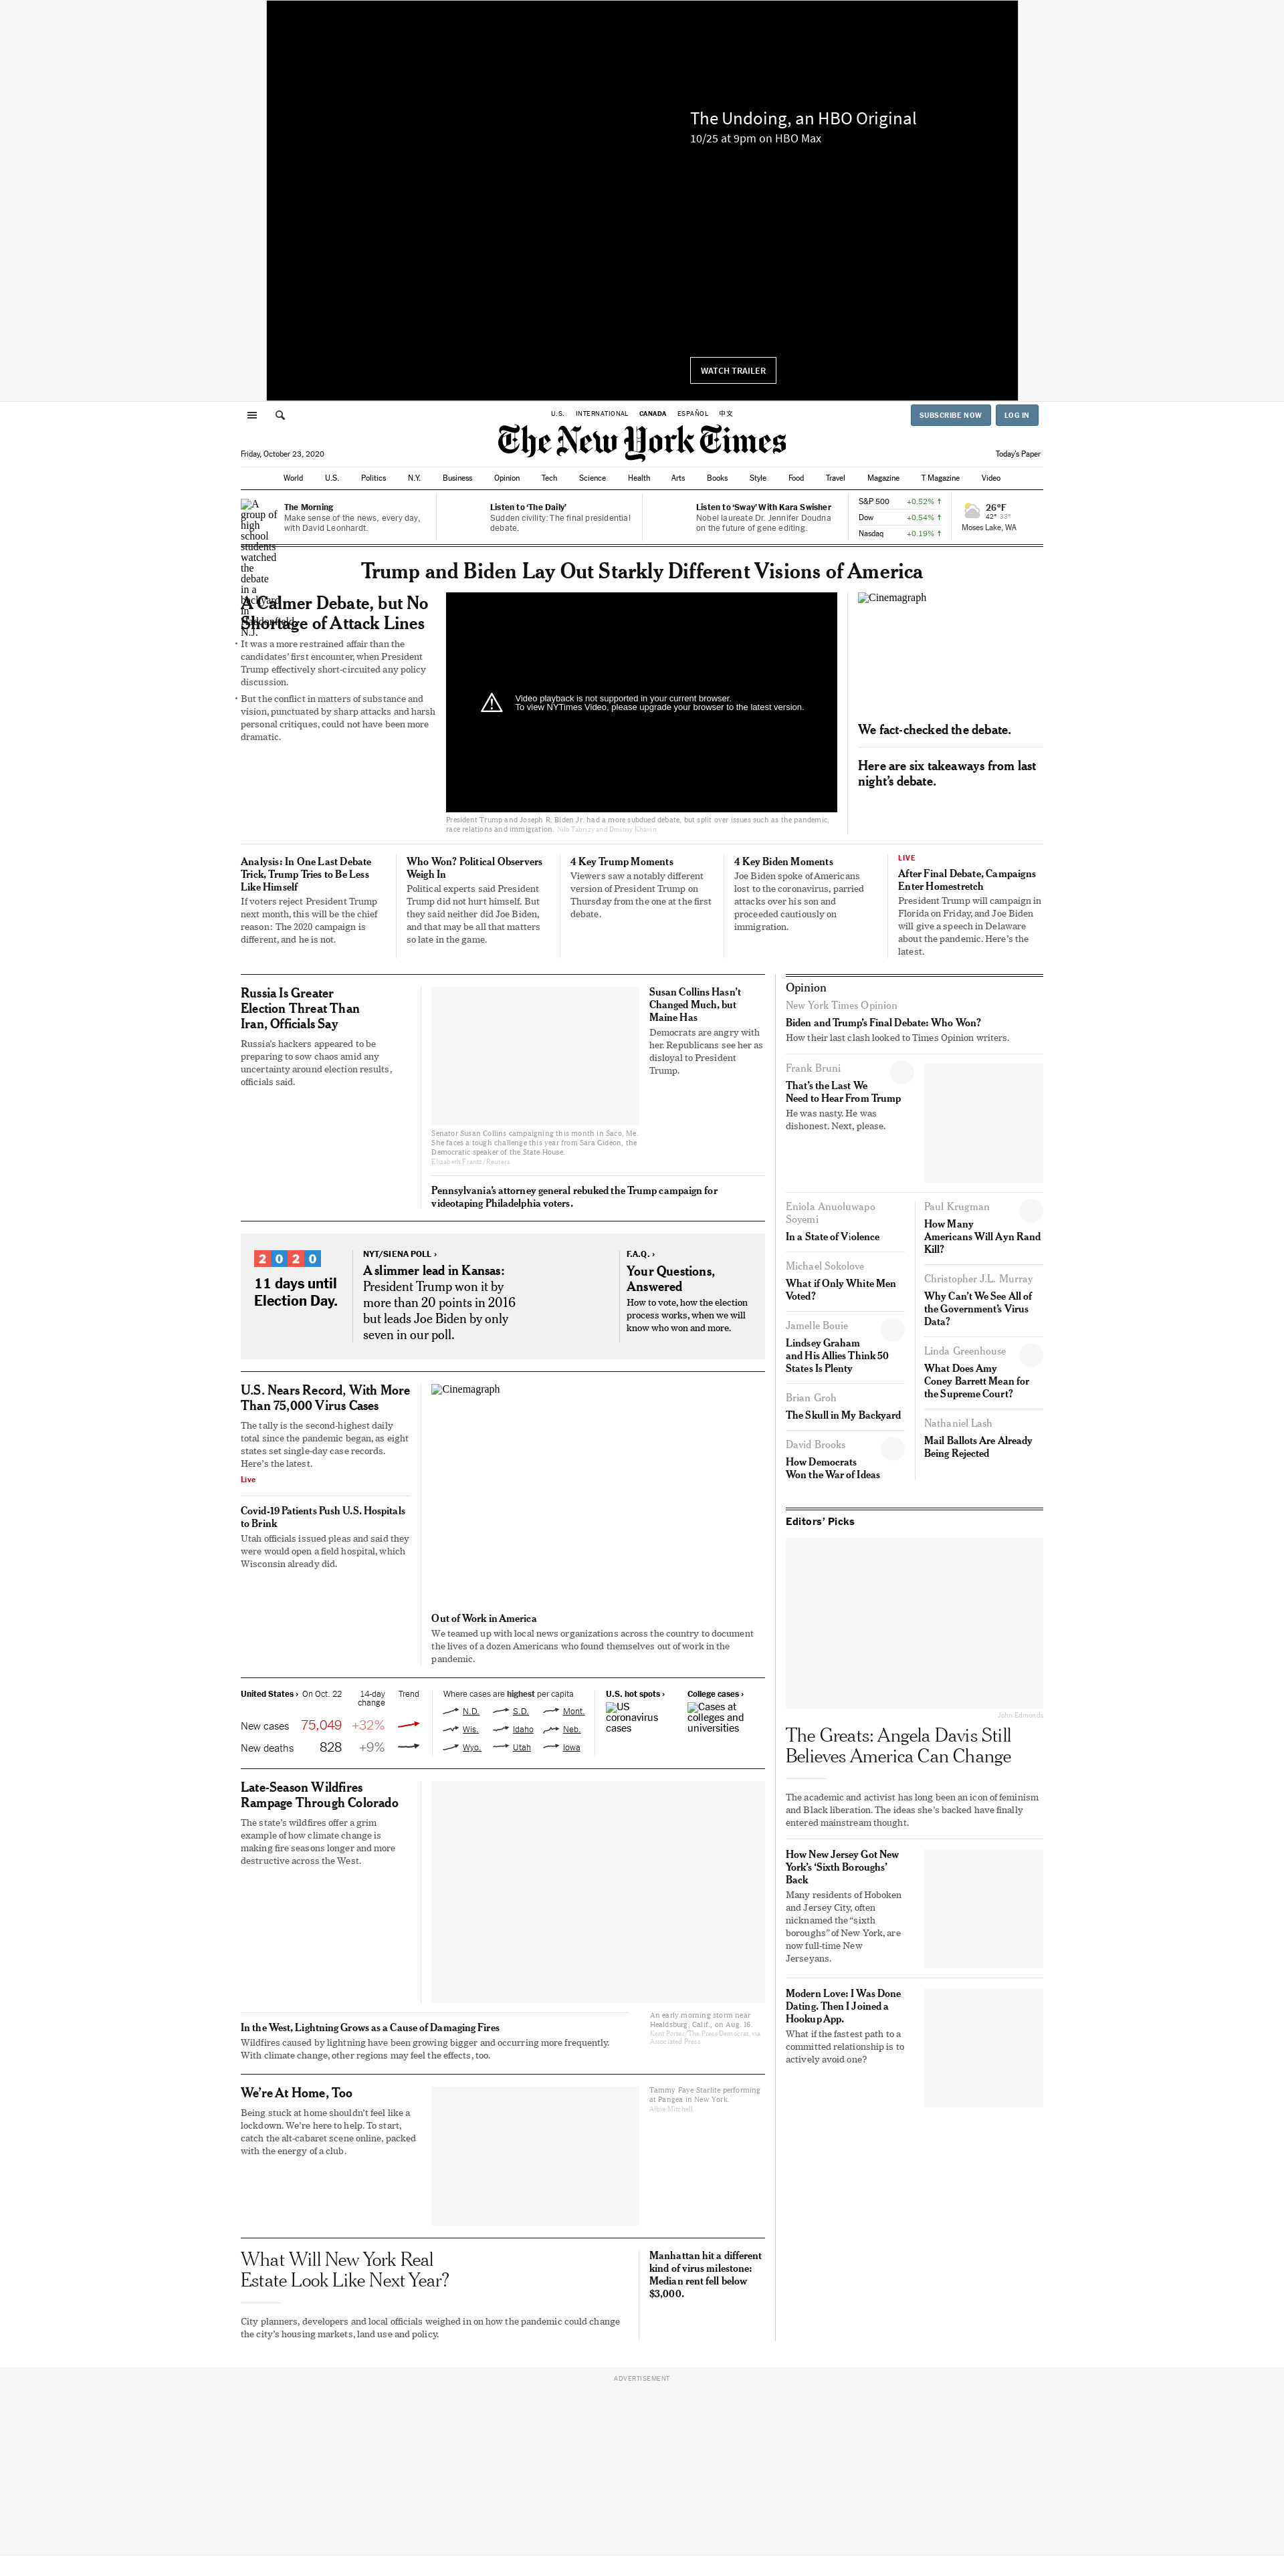 The Undoing, an HBO Original
10/25 at 9pm on HBO Max
WATCH TRAILER
U.S. INTERNATIONAL CANADA ESPAÑOL 中文
SUBSCRIBE NOW LOG IN
The New York Times
Friday, October 23, 2020
Today's Paper
World U.S. Politics N.Y. Business Opinion Tech Science Health Arts Books Style Food Travel Magazine T Magazine Video
A
group of
high
school
students
watched
the
debate
in a
backyard
in
Haddonfield,
N.J.
The Morning
Make sense of the news, every day,
with David Leonhardt.
Listen to 'The Daily'
Sudden civility: The final presidential
debate.
Listen to 'Sway' With Kara Swisher
Nobel laureate Dr. Jennifer Doudna
on the future of gene editing.
S&P 500 +0.52% ↑
Dow +0.54% ↑
Nasdaq +0.19% ↑
26°F
42° 33°
Moses Lake, WA
Trump and Biden Lay Out Starkly Different Visions of America
A Calmer Debate, but No
Shortage of Attack Lines
• It was a more restrained affair than the
candidates' first encounter, when President
Trump effectively short-circuited any policy
discussion.
• But the conflict in matters of substance and
vision, punctuated by sharp attacks and harsh
personal critiques, could not have been more
dramatic.
Video playback is not supported in your current browser.
To view NYTimes Video, please upgrade your browser to the latest version.
President Trump and Joseph R. Biden Jr. had a more subdued debate, but split over issues such as the pandemic,
race relations and immigration. Nilo Tabrizy and Dmitriy Khavin
Cinemagraph
We fact-checked the debate.
Here are six takeaways from last
night's debate.
Analysis: In One Last Debate
Trick, Trump Tries to Be Less
Like Himself
If voters reject President Trump
next month, this will be the chief
reason: The 2020 campaign is
different, and he is not.
Who Won? Political Observers
Weigh In
Political experts said President
Trump did not hurt himself. But
they said neither did Joe Biden,
and that may be all that matters
so late in the game.
4 Key Trump Moments
Viewers saw a notably different
version of President Trump on
Thursday from the one at the first
debate.
4 Key Biden Moments
Joe Biden spoke of Americans
lost to the coronavirus, parried
attacks over his son and
proceeded cautiously on
immigration.
LIVE
After Final Debate, Campaigns
Enter Homestretch
President Trump will campaign in
Florida on Friday, and Joe Biden
will give a speech in Delaware
about the pandemic. Here's the
latest.
Russia Is Greater
Election Threat Than
Iran, Officials Say
Russia's hackers appeared to be
preparing to sow chaos amid any
uncertainty around election results,
officials said.
Senator Susan Collins campaigning this month in Saco, Me.
She faces a tough challenge this year from Sara Gideon, the
Democratic speaker of the State House.
Elizabeth Frantz/Reuters
Susan Collins Hasn't
Changed Much, but
Maine Has
Democrats are angry with
her. Republicans see her as
disloyal to President
Trump.
Pennsylvania's attorney general rebuked the Trump campaign for
videotaping Philadelphia voters.
2020
11 days until
Election Day.
NYT/SIENA POLL ›
A slimmer lead in Kansas:
President Trump won it by
more than 20 points in 2016
but leads Joe Biden by only
seven in our poll.
F.A.Q. ›
Your Questions,
Answered
How to vote, how the election
process works, when we will
know who won and more.
U.S. Nears Record, With More
Than 75,000 Virus Cases
The tally is the second-highest daily
total since the pandemic began, as eight
states set single-day case records.
Here's the latest.
Live
Covid-19 Patients Push U.S. Hospitals
to Brink
Utah officials issued pleas and said they
were would open a field hospital, which
Wisconsin already did.
Cinemagraph
Out of Work in America
We teamed up with local news organizations across the country to document
the lives of a dozen Americans who found themselves out of work in the
pandemic.
United States › On Oct. 22 14-day
change Trend
New cases 75,049 +32%
New deaths 828 +9%
Where cases are highest per capita
N.D. S.D. Mont.
Wis. Idaho Neb.
Wyo. Utah Iowa
U.S. hot spots ›
US
coronavirus
cases
College cases ›
Cases at
colleges and
universities
Late-Season Wildfires
Rampage Through Colorado
The state's wildfires offer a grim
example of how climate change is
making fire seasons longer and more
destructive across the West.
In the West, Lightning Grows as a Cause of Damaging Fires
Wildfires caused by lightning have been growing bigger and occurring more frequently.
With climate change, other regions may feel the effects, too.
An early morning storm near
Healdsburg, Calif., on Aug. 16.
Kent Porter/The Press Democrat, via
Associated Press
We're At Home, Too
Being stuck at home shouldn't feel like a
lockdown. We're here to help. To start,
catch the alt-cabaret scene online, packed
with the energy of a club.
Tammy Faye Starlite performing
at Pangea in New York.
Albie Mitchell
What Will New York Real
Estate Look Like Next Year?
City planners, developers and local officials weighed in on how the pandemic could change
the city's housing markets, land use and policy.
Manhattan hit a different
kind of virus milestone:
Median rent fell below
$3,000.
Opinion
New York Times Opinion
Biden and Trump's Final Debate: Who Won?
How their last clash looked to Times Opinion writers.
Frank Bruni
That's the Last We
Need to Hear From Trump
He was nasty. He was
dishonest. Next, please.
Eniola Anuoluwapo
Soyemi
In a State of Violence
Michael Sokolove
What if Only White Men
Voted?
Jamelle Bouie
Lindsey Graham
and His Allies Think 50
States Is Plenty
Brian Groh
The Skull in My Backyard
David Brooks
How Democrats
Won the War of Ideas
Paul Krugman
How Many
Americans Will Ayn Rand
Kill?
Christopher J.L. Murray
Why Can't We See All of
the Government's Virus
Data?
Linda Greenhouse
What Does Amy
Coney Barrett Mean for
the Supreme Court?
Nathaniel Lash
Mail Ballots Are Already
Being Rejected
Editors' Picks
John Edmonds
The Greats: Angela Davis Still
Believes America Can Change
The academic and activist has long been an icon of feminism
and Black liberation. The ideas she's backed have finally
entered mainstream thought.
How New Jersey Got New
York's 'Sixth Boroughs'
Back
Many residents of Hoboken
and Jersey City, often
nicknamed the "sixth
boroughs" of New York, are
now full-time New
Jerseyans.
Modern Love: I Was Done
Dating. Then I Joined a
Hookup App.
What if the fastest path to a
committed relationship is to
actively avoid one?
ADVERTISEMENT